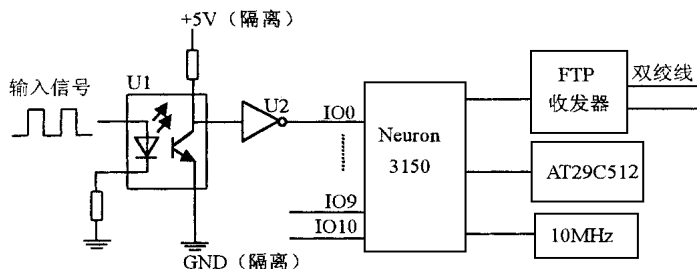 +5V（隔离）
输入信号
U1
U2
IO0
Neuron
3150
IO9
IO10
GND（隔离）
FTP
收发器
双绞线
AT29C512
10MHz